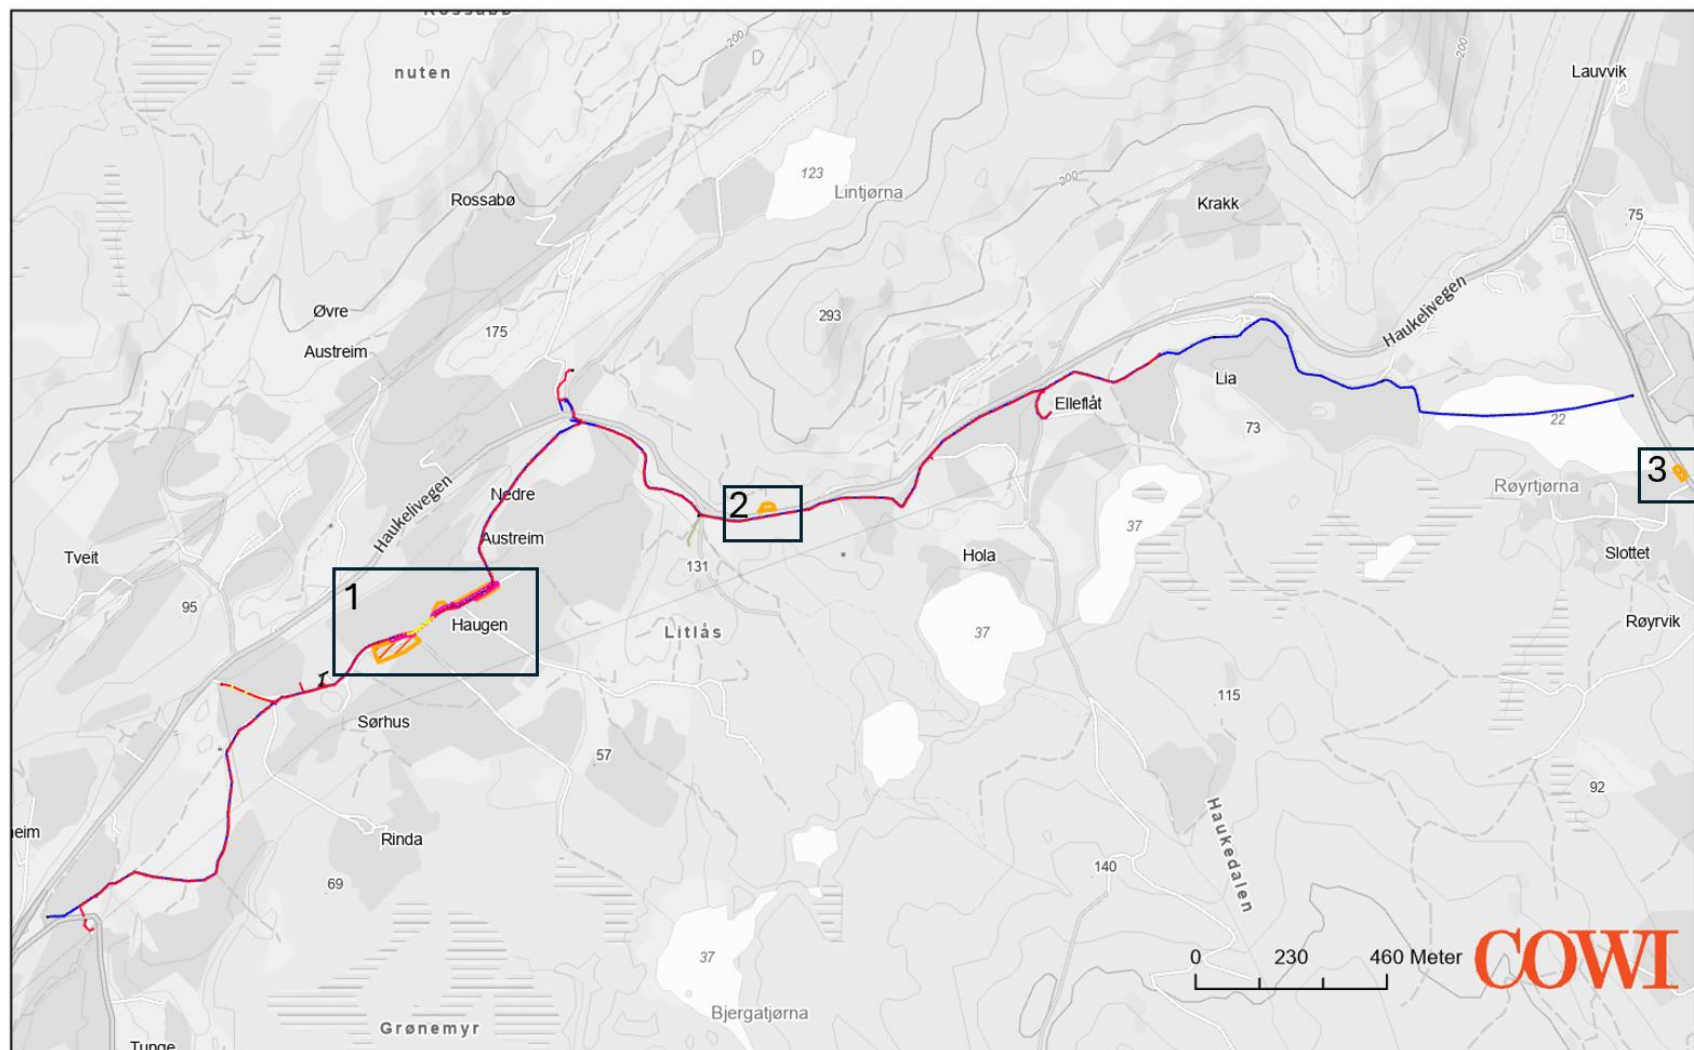 Rossabø
nuten
200
200
Lauvvik
123
Lintjørna
Rossabø
200
Krakk
75
Øvre
Austreim
175
293
Haukelivegen
Lia
Elleflåt
73
22
Haukelivegen
Nedre
Austreim
2
3
Røyrtjørna
37
Tveit
131
Hola
Slottet
1
95
Haugen
Litlås
37
Røyrvik
Sørhus
115
57
92
eim
Rinda
69
140
Haukedalen
37
Bjergatjørna
0 230 460 Meter
COWI
Grønemyr
Tunge